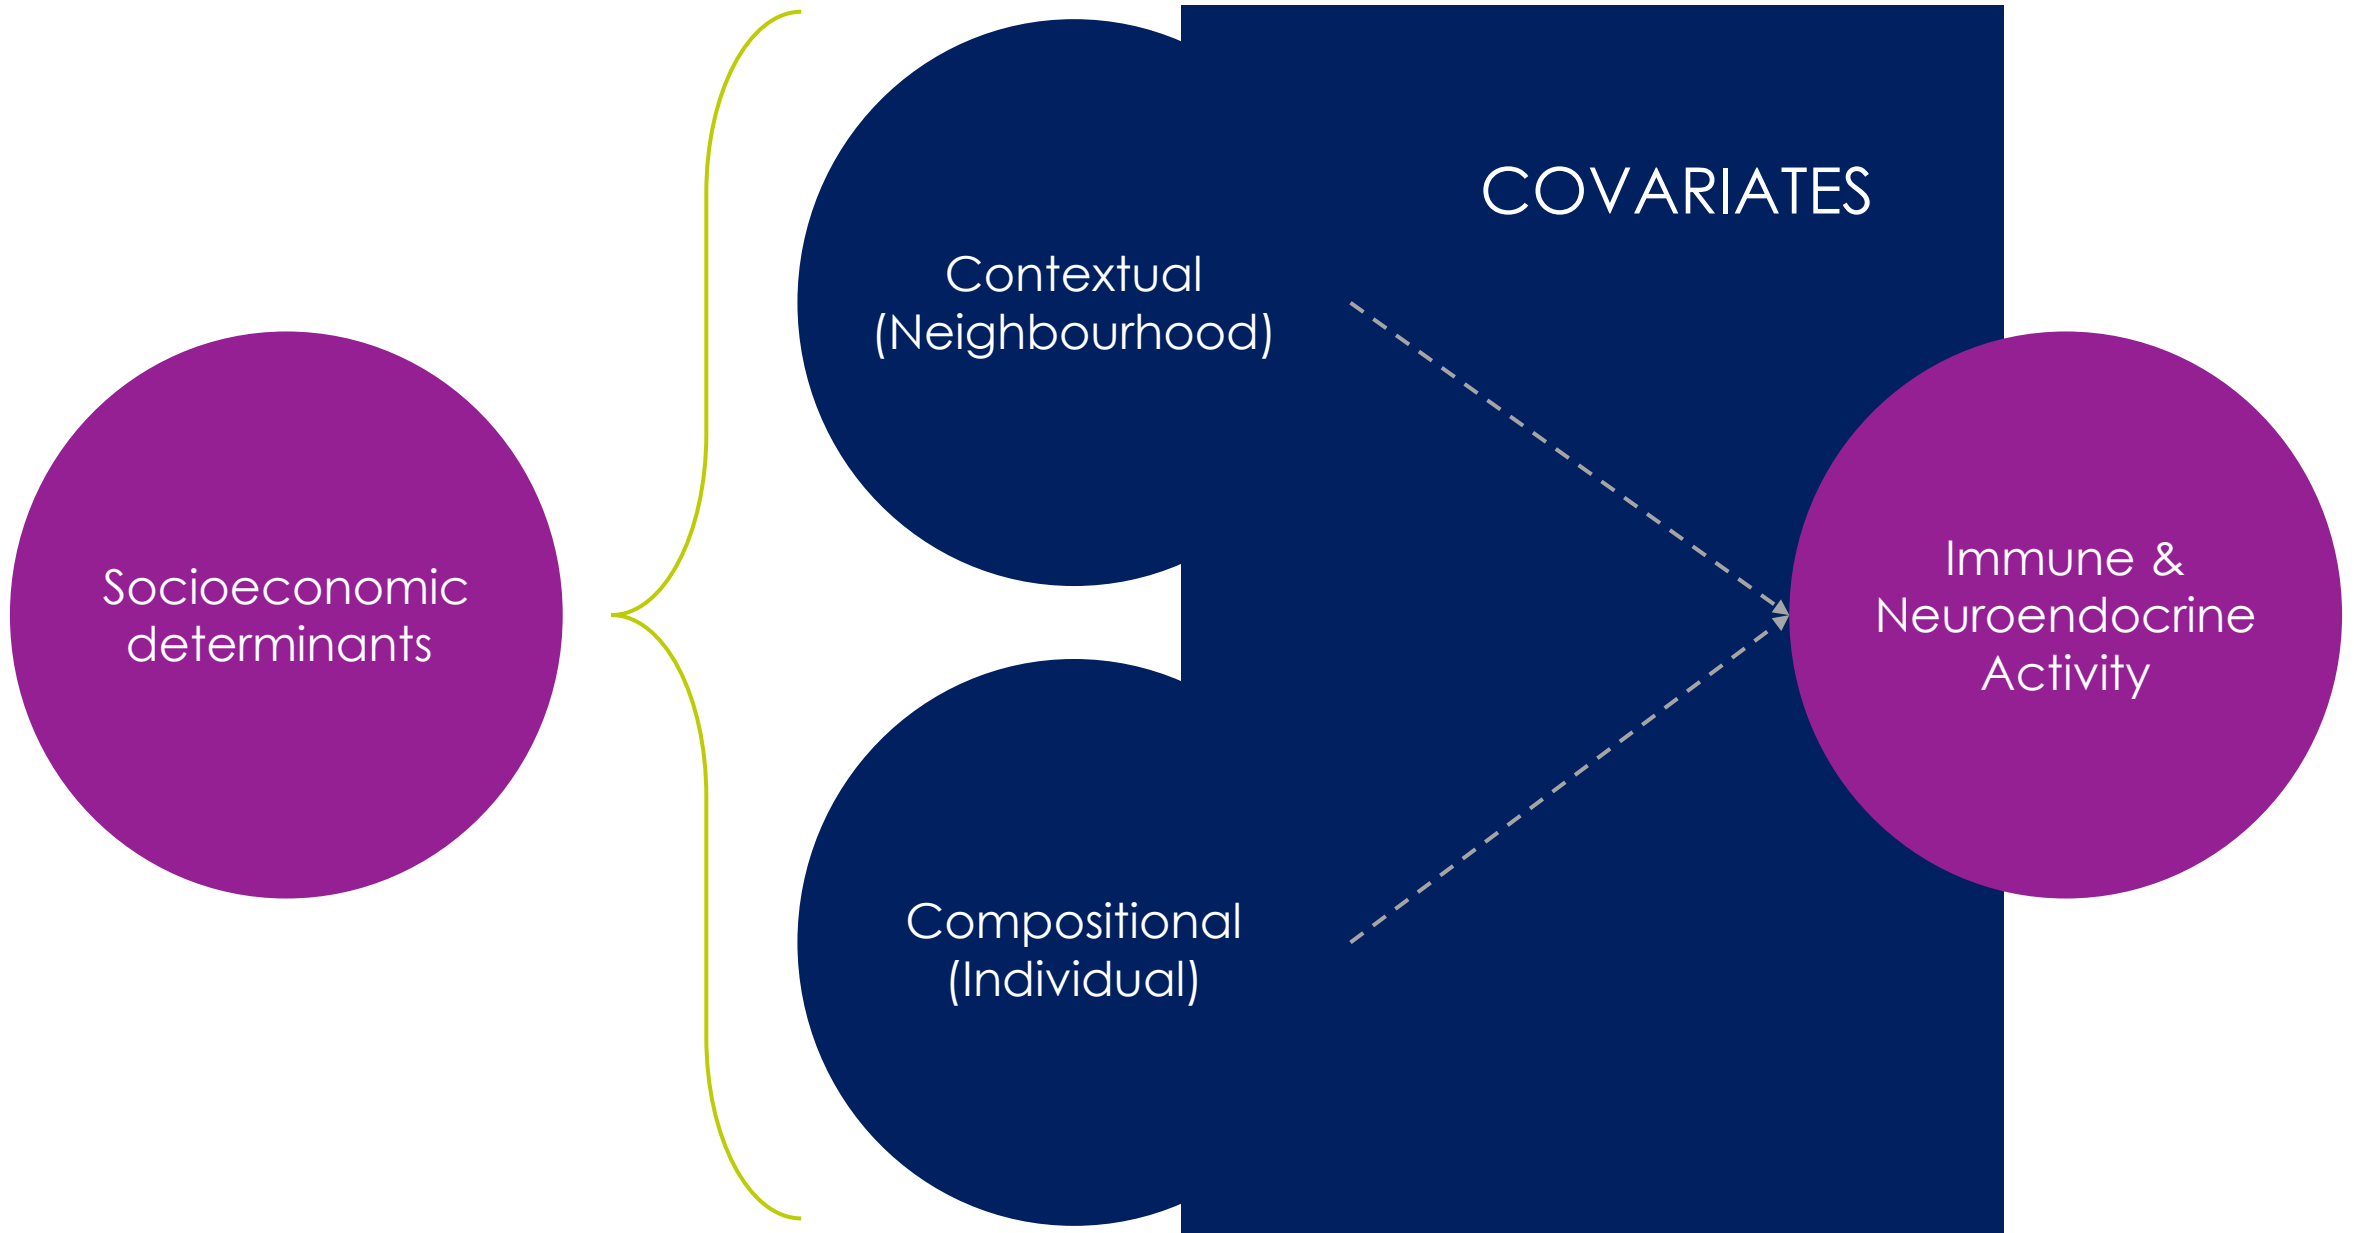 Socioeconomic
determinants
Contextual
(Neighbourhood)
Compositional
(Individual)
COVARIATES
Immune &
Neuroendocrine
Activity